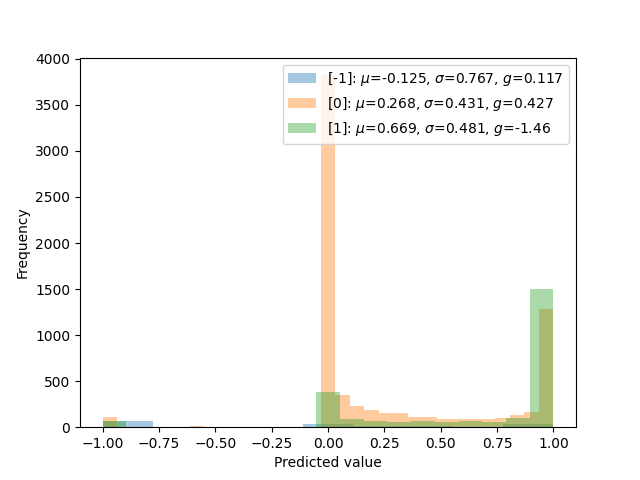 4000
3500
3000
2500
2000
1500
1000
500
0
Frequency
[-1]: μ=-0.125, σ=0.767, g=0.117
[0]: μ=0.268, σ=0.431, g=0.427
[1]: μ=0.669, σ=0.481, g=-1.46
−1.00 −0.75 −0.50 −0.25 0.00 0.25 0.50 0.75 1.00
Predicted value